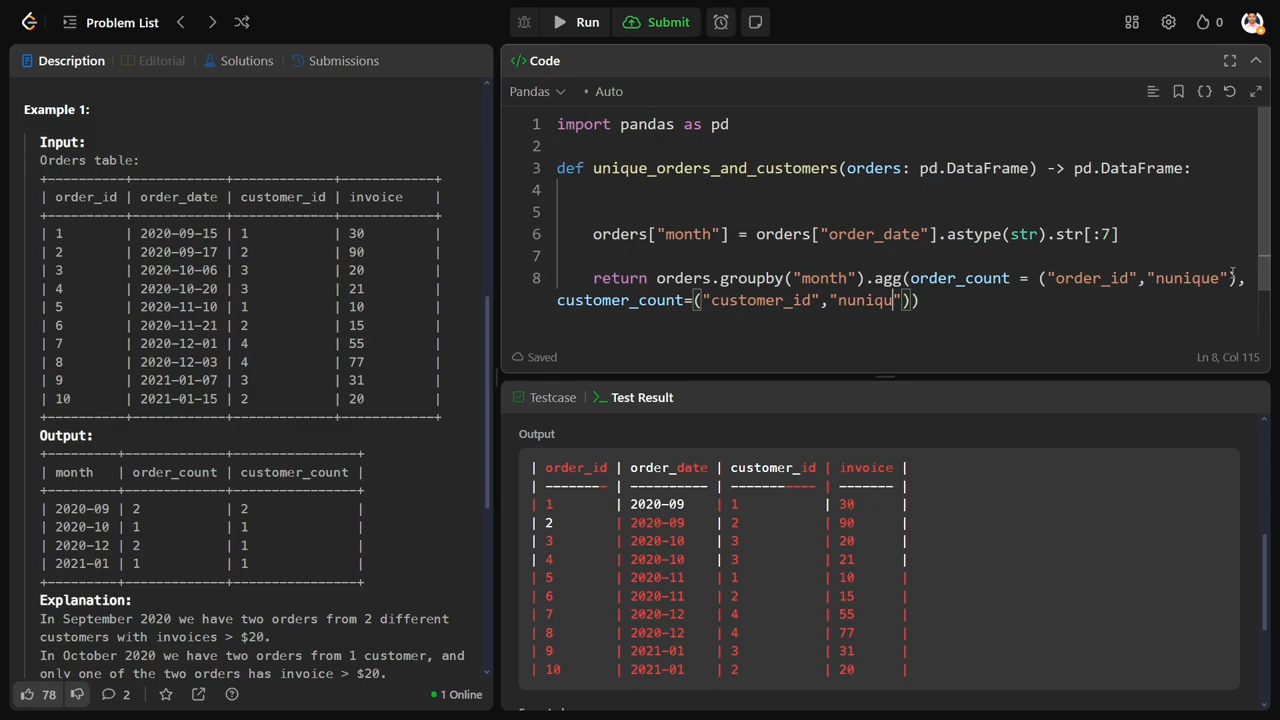 Problem List
Run
Submit
0
Description
Editorial
Solutions
Submissions
Example 1:
Input:
Orders table:
+----------+------------+-------------+------------+
| order_id | order_date | customer_id | invoice    |
+----------+------------+-------------+------------+
| 1        | 2020-09-15 | 1           | 30         |
| 2        | 2020-09-17 | 2           | 90         |
| 3        | 2020-10-06 | 3           | 20         |
| 4        | 2020-10-20 | 3           | 21         |
| 5        | 2020-11-10 | 1           | 10         |
| 6        | 2020-11-21 | 2           | 15         |
| 7        | 2020-12-01 | 4           | 55         |
| 8        | 2020-12-03 | 4           | 77         |
| 9        | 2021-01-07 | 3           | 31         |
| 10       | 2021-01-15 | 2           | 20         |
+----------+------------+-------------+------------+
Output:
+---------+-------------+----------------+
| month   | order_count | customer_count |
+---------+-------------+----------------+
| 2020-09 | 2           | 2              |
| 2020-10 | 1           | 1              |
| 2020-12 | 2           | 1              |
| 2021-01 | 1           | 1              |
+---------+-------------+----------------+
Explanation:
In September 2020 we have two orders from 2 different
customers with invoices > $20.
In October 2020 we have two orders from 1 customer, and
only one of the two orders has invoice > $20.
78
2
1 Online
</> Code
Pandas
• Auto
1 import pandas as pd
2
3 def unique_orders_and_customers(orders: pd.DataFrame) -> pd.DataFrame:
4
5
6 orders["month"] = orders["order_date"].astype(str).str[:7]
7
8 return orders.groupby("month").agg(order_count = ("order_id","nunique"),
customer_count=("customer_id","nuniqu"))
Saved
Ln 8, Col 115
Testcase
>_ Test Result
Output
| order_id | order_date | customer_id | invoice |
| -------- | ---------- | ----------- | ------- |
| 1        | 2020-09    | 1           | 30      |
| 2        | 2020-09    | 2           | 90      |
| 3        | 2020-10    | 3           | 20      |
| 4        | 2020-10    | 3           | 21      |
| 5        | 2020-11    | 1           | 10      |
| 6        | 2020-11    | 2           | 15      |
| 7        | 2020-12    | 4           | 55      |
| 8        | 2020-12    | 4           | 77      |
| 9        | 2021-01    | 3           | 31      |
| 10       | 2021-01    | 2           | 20      |